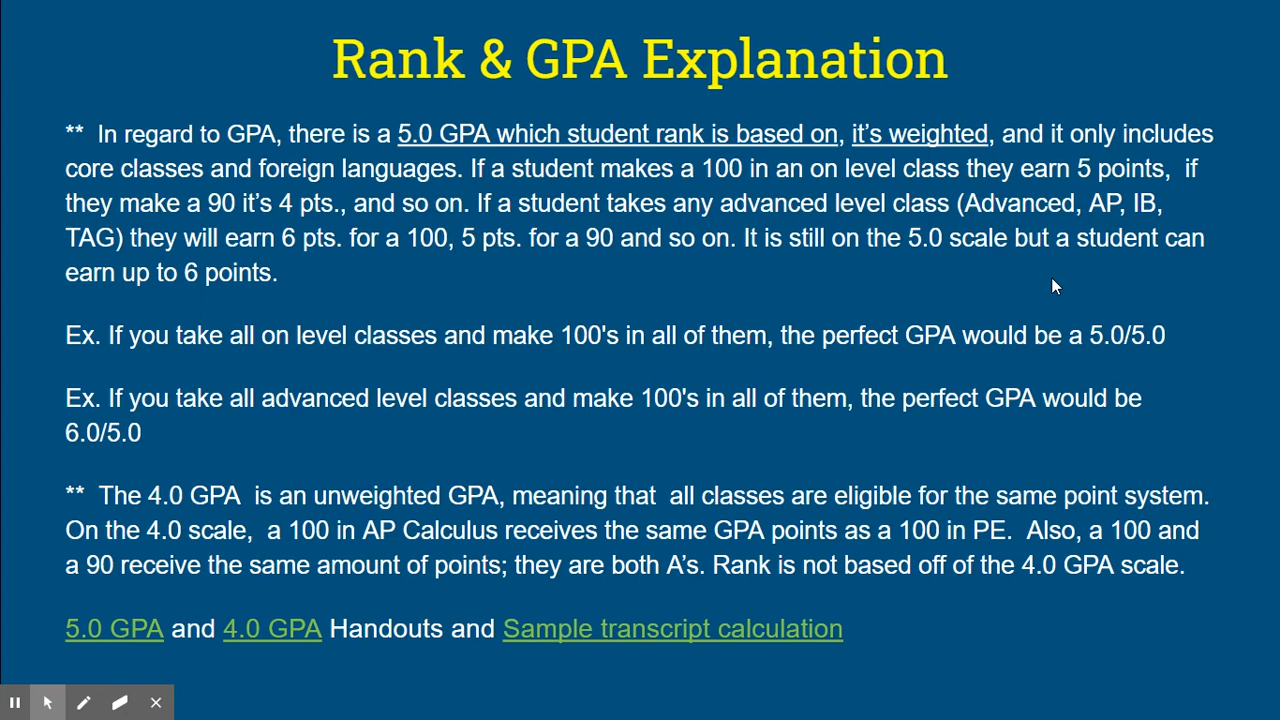 Rank & GPA Explanation
** In regard to GPA, there is a 5.0 GPA which student rank is based on, it's weighted, and it only includes
core classes and foreign languages. If a student makes a 100 in an on level class they earn 5 points, if
they make a 90 it's 4 pts., and so on. If a student takes any advanced level class (Advanced, AP, IB,
TAG) they will earn 6 pts. for a 100, 5 pts. for a 90 and so on. It is still on the 5.0 scale but a student can
earn up to 6 points.
Ex. If you take all on level classes and make 100's in all of them, the perfect GPA would be a 5.0/5.0
Ex. If you take all advanced level classes and make 100's in all of them, the perfect GPA would be
6.0/5.0
** The 4.0 GPA is an unweighted GPA, meaning that all classes are eligible for the same point system.
On the 4.0 scale, a 100 in AP Calculus receives the same GPA points as a 100 in PE. Also, a 100 and
a 90 receive the same amount of points; they are both A's. Rank is not based off of the 4.0 GPA scale.
5.0 GPA and 4.0 GPA Handouts and Sample transcript calculation